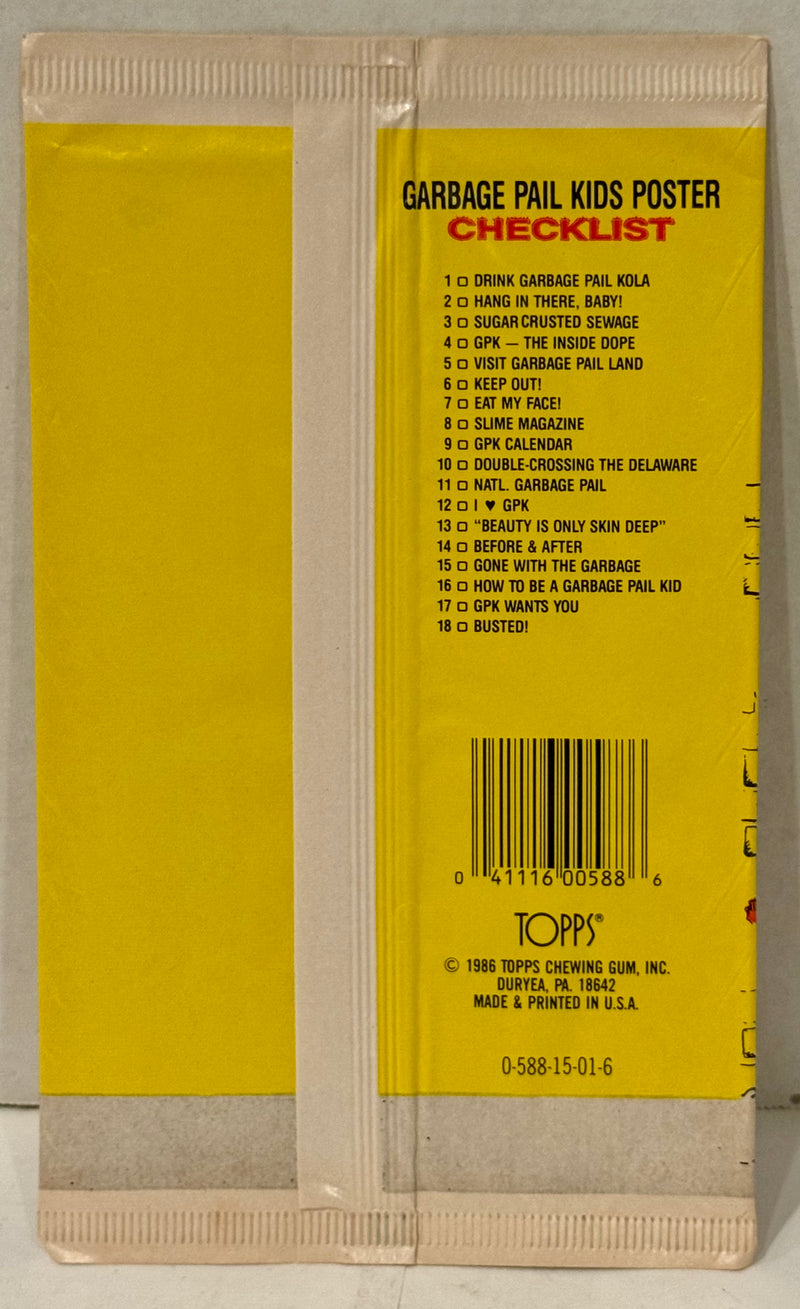 GARBAGE PAIL KIDS POSTER
CHECKLIST
1 □ DRINK GARBAGE PAIL KOLA
2 □ HANG IN THERE, BABY!
3 □ SUGAR CRUSTED SEWAGE
4 □ GPK — THE INSIDE DOPE
5 □ VISIT GARBAGE PAIL LAND
6 □ KEEP OUT!
7 □ EAT MY FACE!
8 □ SLIME MAGAZINE
9 □ GPK CALENDAR
10 □ DOUBLE-CROSSING THE DELAWARE
11 □ NATL. GARBAGE PAIL
12 □ I ♥ GPK
13 □ “BEAUTY IS ONLY SKIN DEEP”
14 □ BEFORE & AFTER
15 □ GONE WITH THE GARBAGE
16 □ HOW TO BE A GARBAGE PAIL KID
17 □ GPK WANTS YOU
18 □ BUSTED!
0 41116 00588 6
TOPPS®
© 1986 TOPPS CHEWING GUM, INC.
DURYEA, PA. 18642
MADE & PRINTED IN U.S.A.
0-588-15-01-6